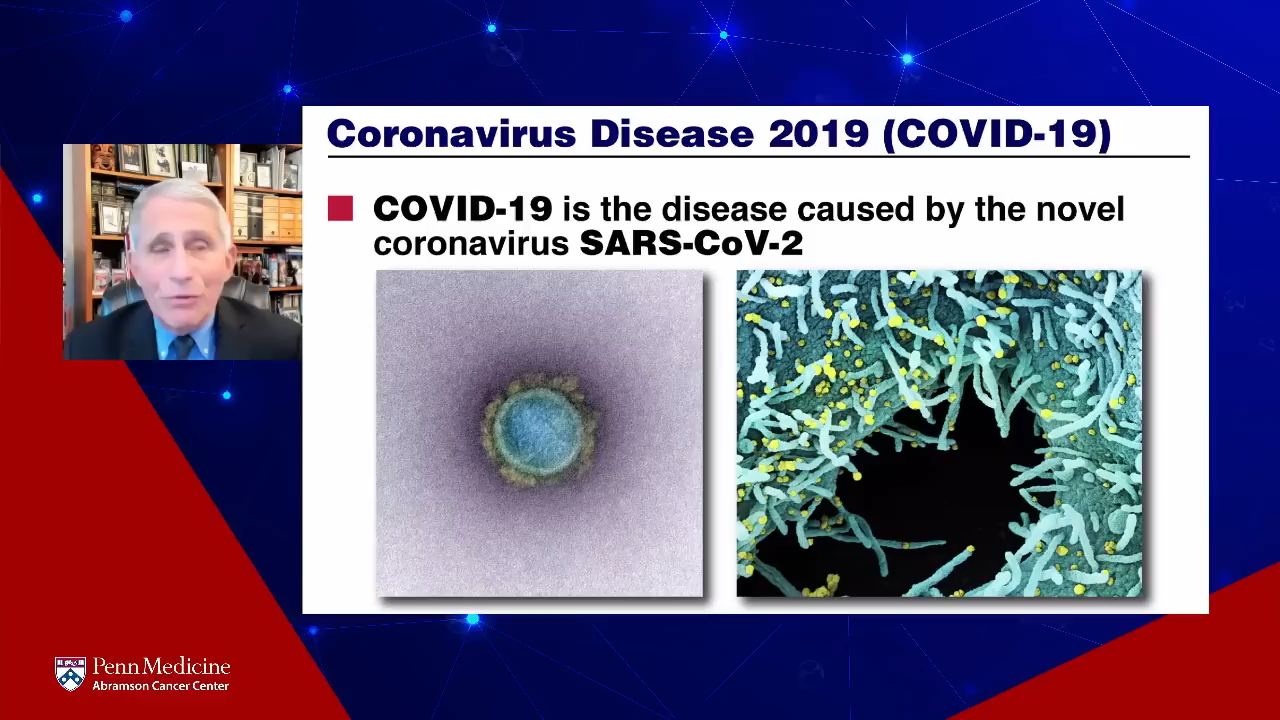 Coronavirus Disease 2019 (COVID-19)
COVID-19 is the disease caused by the novel
coronavirus SARS-CoV-2
Penn Medicine
Abramson Cancer Center